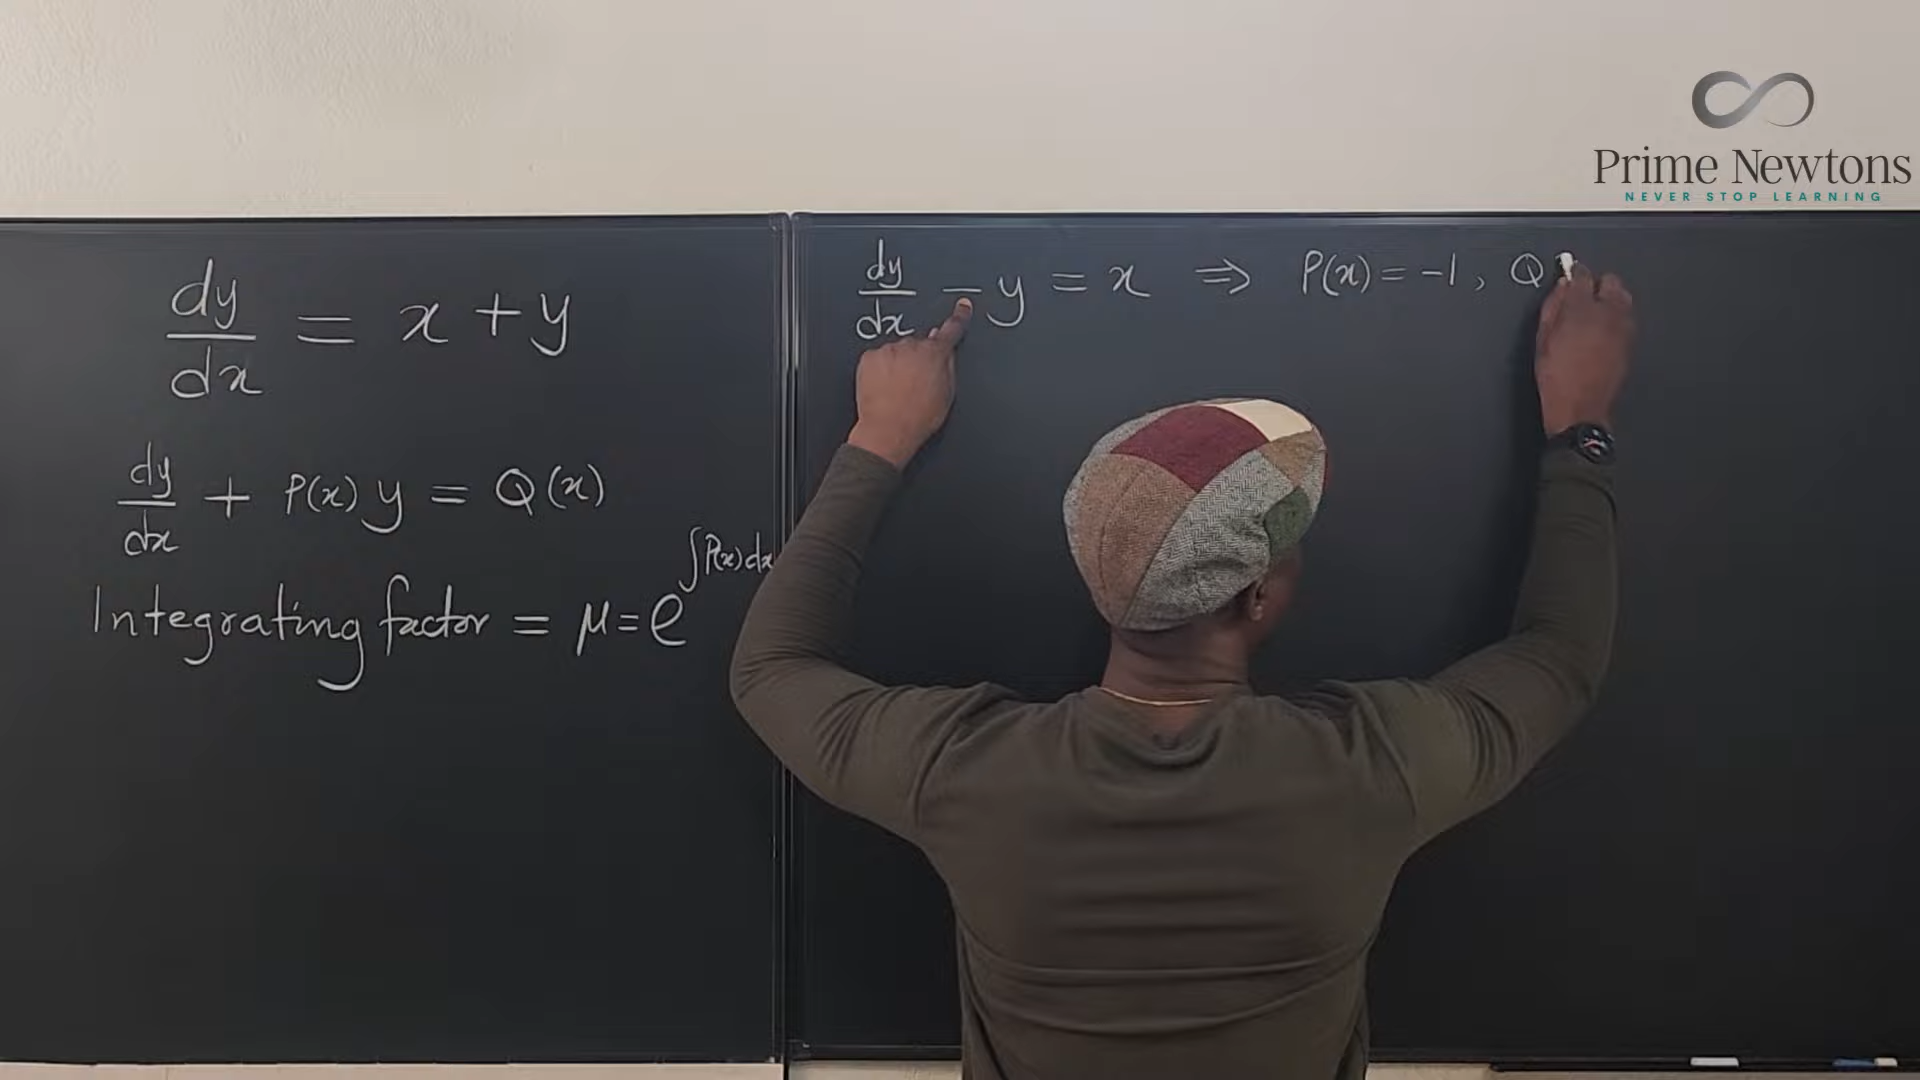 Prime Newtons
NEVER STOP LEARNING
dy/dx = x + y
dy/dx + P(x) y = Q(x)
Integrating factor = μ = e^∫P(x)dx
dy/dx - y = x ⇒ P(x) = -1, Q